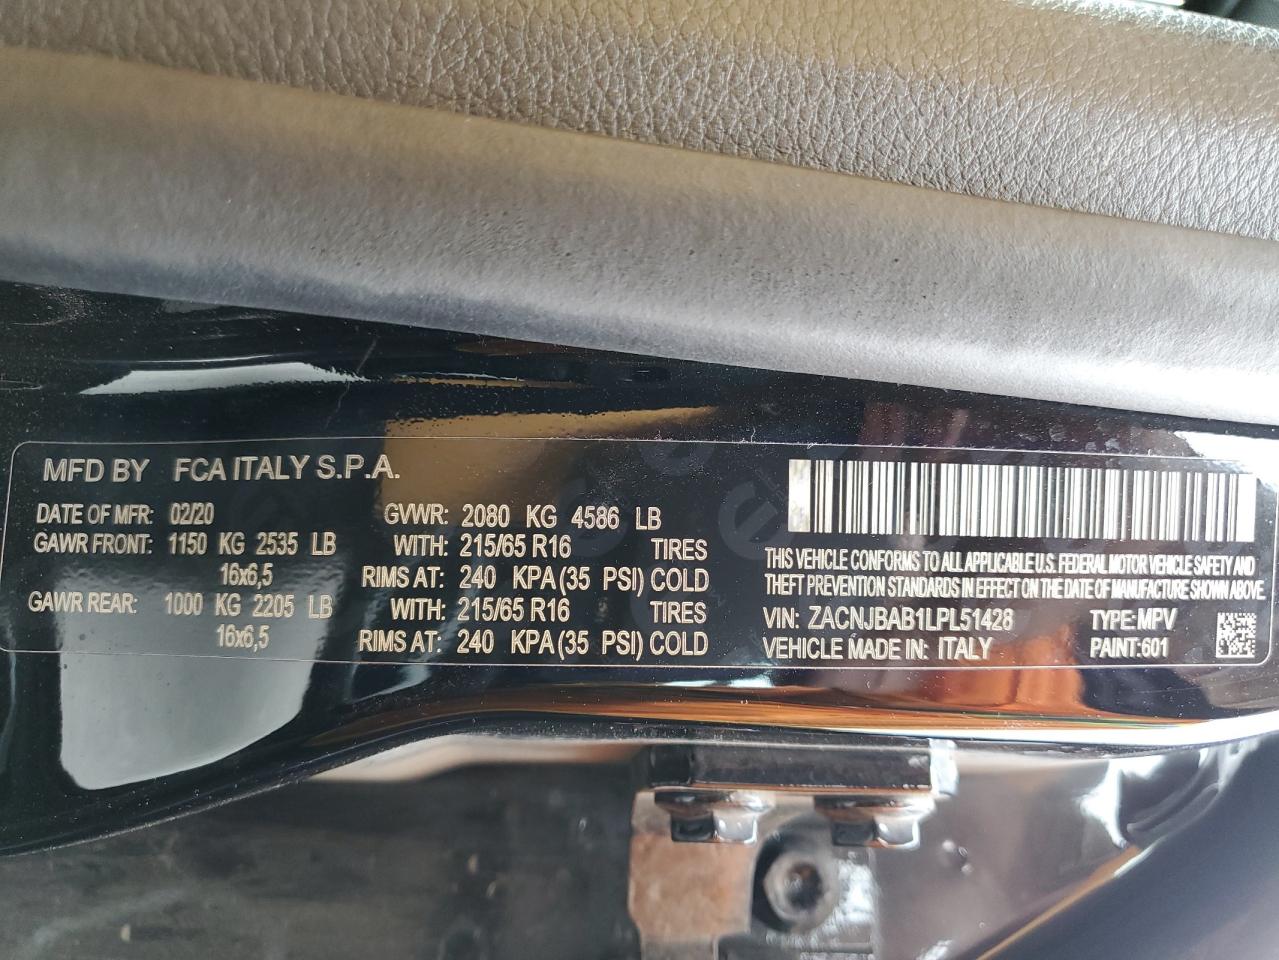 MFD BY FCA ITALY S.P.A.
DATE OF MFR: 02/20 GVWR: 2080 KG 4586 LB
GAWR FRONT: 1150 KG 2535 LB WITH: 215/65 R16 TIRES
16x6,5 RIMS AT: 240 KPA (35 PSI) COLD
GAWR REAR: 1000 KG 2205 LB WITH: 215/65 R16 TIRES
16x6,5 RIMS AT: 240 KPA (35 PSI) COLD
THIS VEHICLE CONFORMS TO ALL APPLICABLE U.S. FEDERAL MOTOR VEHICLE SAFETY AND
THEFT PREVENTION STANDARDS IN EFFECT ON THE DATE OF MANUFACTURE SHOWN ABOVE.
VIN: ZACNJBAB1LPL51428 TYPE: MPV
VEHICLE MADE IN: ITALY PAINT: 601